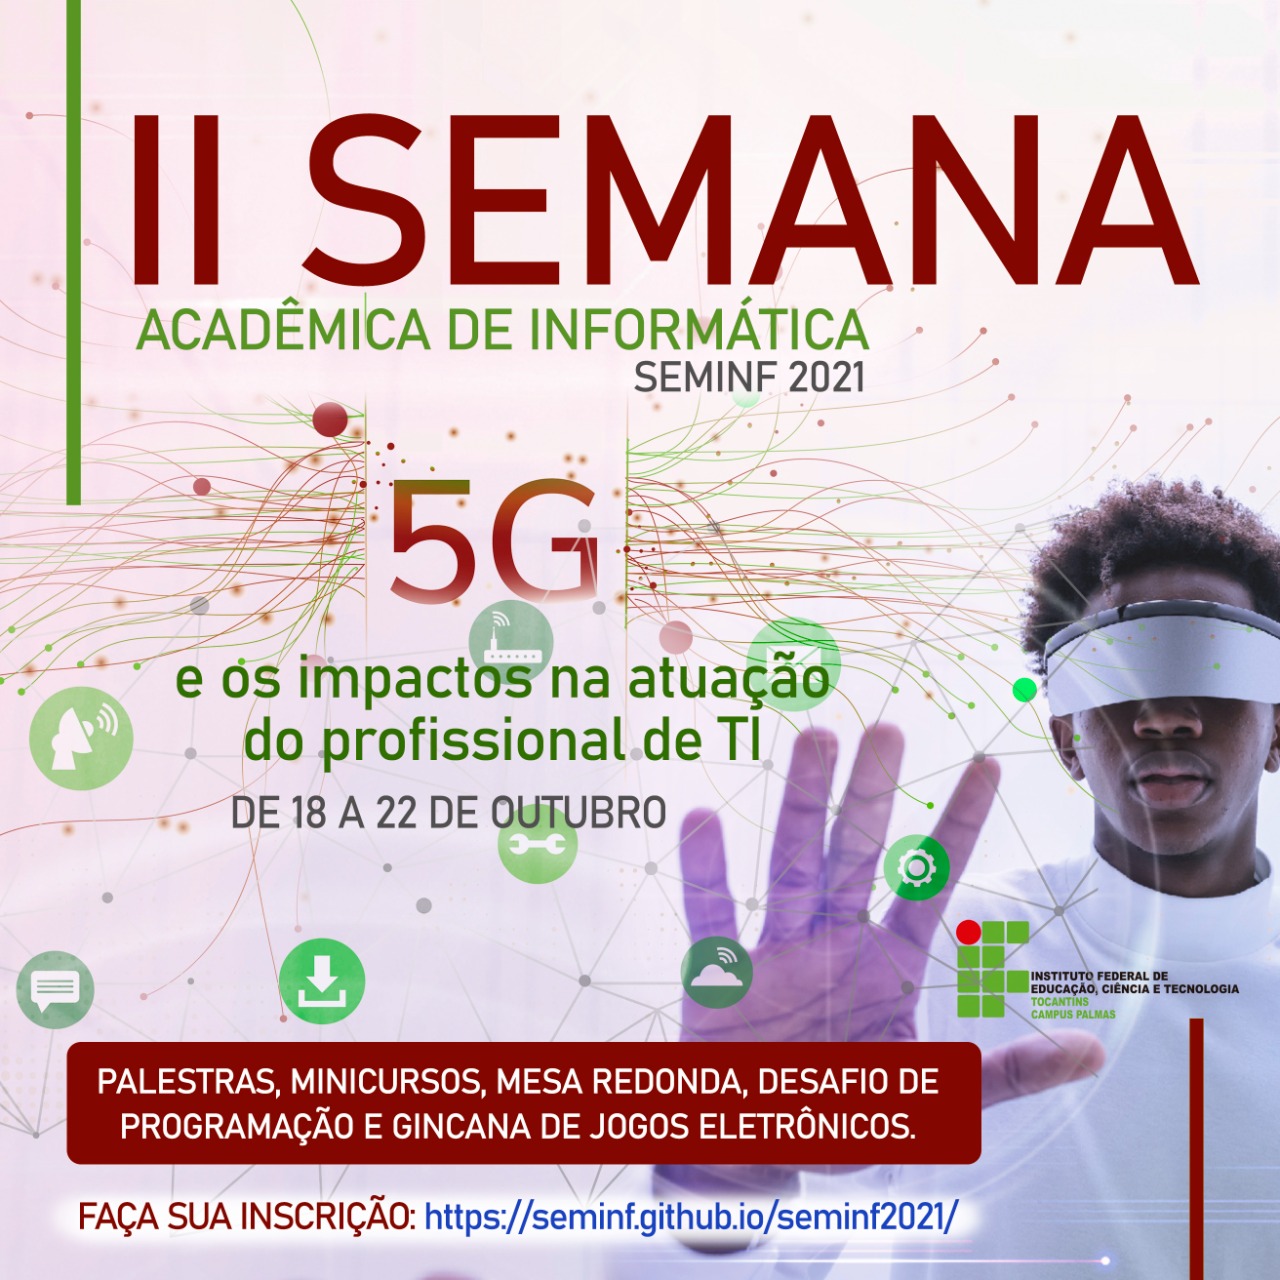 II SEMANA
ACADÊMICA DE INFORMÁTICA
SEMINF 2021
5G
e os impactos na atuação
do profissional de TI
DE 18 A 22 DE OUTUBRO
INSTITUTO FEDERAL DE
EDUCAÇÃO, CIÊNCIA E TECNOLOGIA
TOCANTINS
CAMPUS PALMAS
PALESTRAS, MINICURSOS, MESA REDONDA, DESAFIO DE
PROGRAMAÇÃO E GINCANA DE JOGOS ELETRÔNICOS.
FAÇA SUA INSCRIÇÃO: https://seminf.github.io/seminf2021/